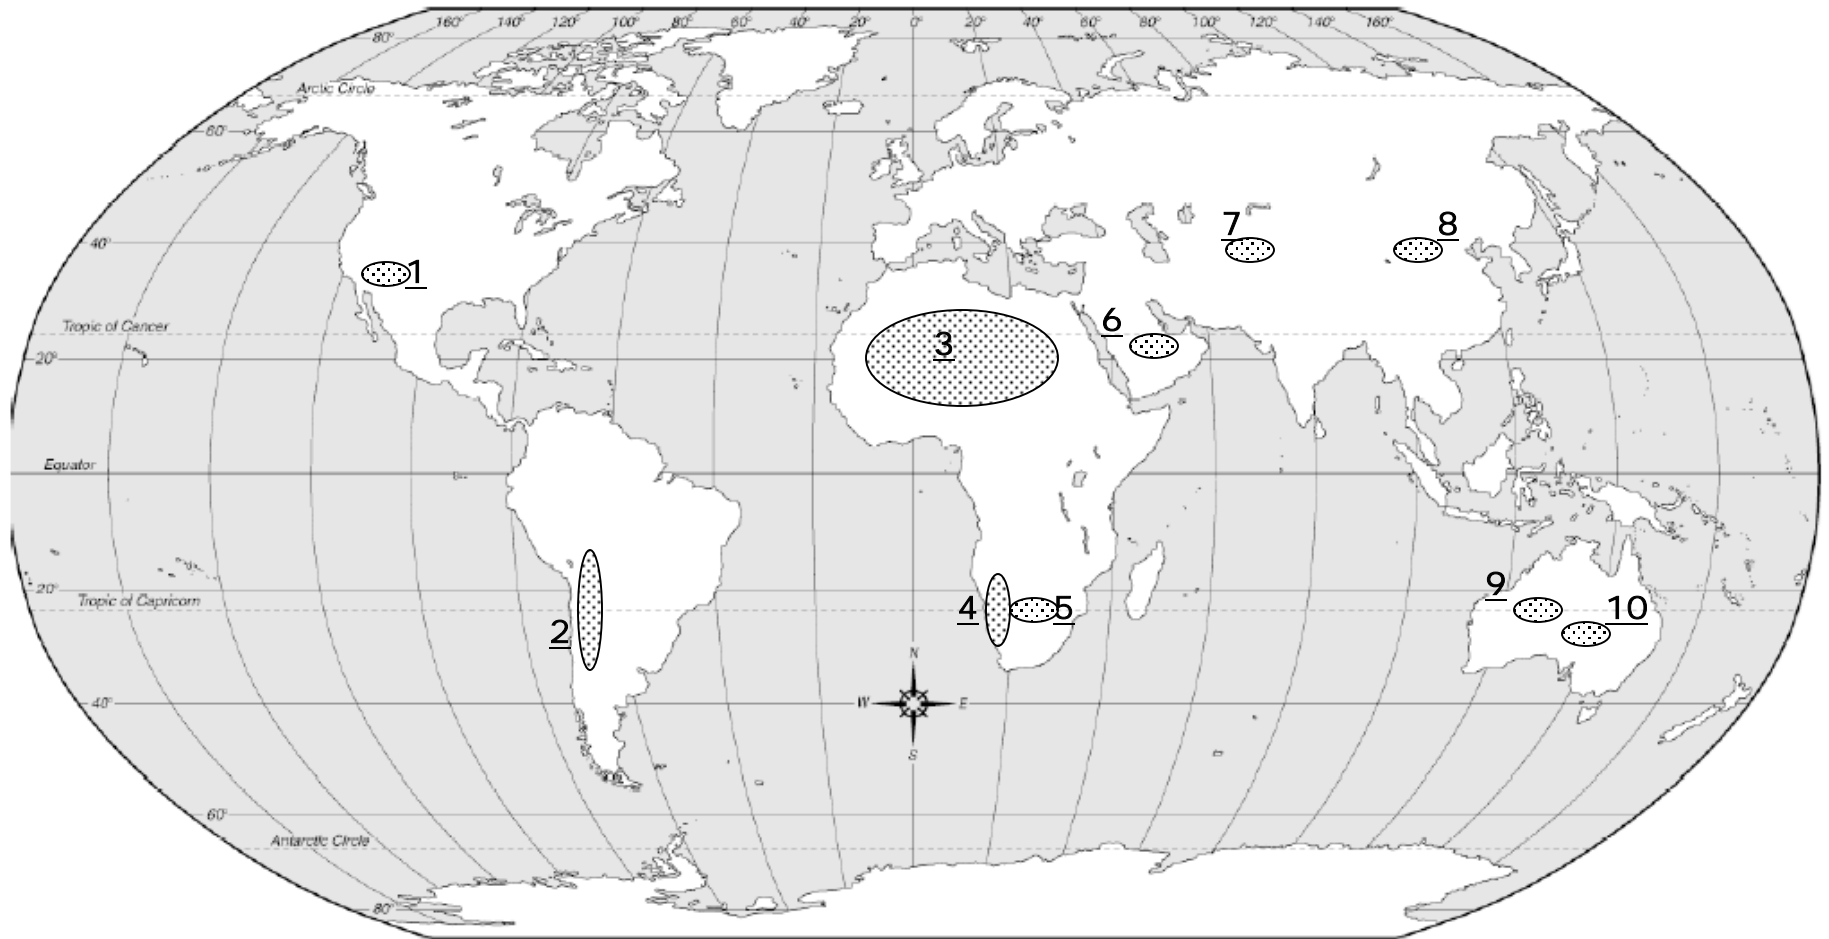 160° 140° 120° 100° 80° 60° 40° 20° 0° 20° 40° 60° 80° 100° 120° 140° 160°
80°
Arctic Circle
60°
7 8
40°
1
6
Tropic of Cancer
3
20°
Equator
9
20°
Tropic of Capricorn
4 5 10
2
N
40°
W E
S
60°
Antarctic Circle
80°